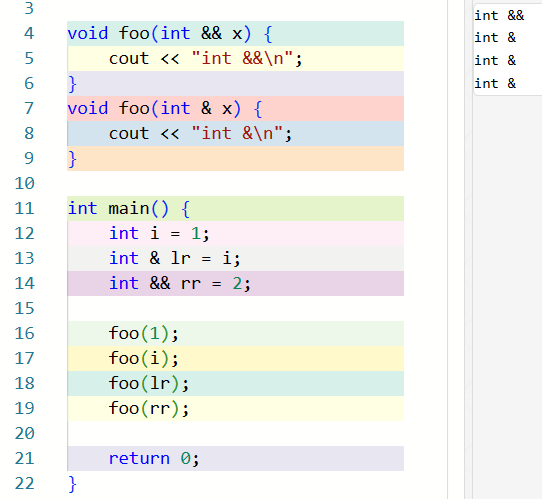 3
4 void foo(int && x) {
5     cout << "int &&\n";
6 }
7 void foo(int & x) {
8     cout << "int &\n";
9 }
10
11 int main() {
12     int i = 1;
13     int & lr = i;
14     int && rr = 2;
15
16     foo(1);
17     foo(i);
18     foo(lr);
19     foo(rr);
20
21     return 0;
22 }
int &&
int &
int &
int &